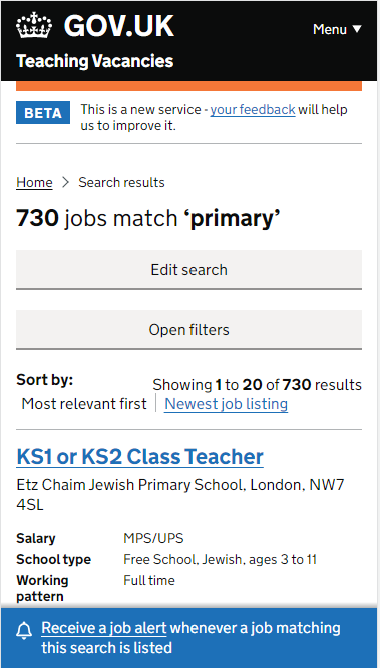 GOV.UK
Menu ▼
Teaching Vacancies
BETA This is a new service - your feedback will help
us to improve it.
Home > Search results
730 jobs match ‘primary’
Edit search
Open filters
Sort by:
Showing 1 to 20 of 730 results
Most relevant first | Newest job listing
KS1 or KS2 Class Teacher
Etz Chaim Jewish Primary School, London, NW7
4SL
Salary MPS/UPS
School type Free School, Jewish, ages 3 to 11
Working Full time
pattern
Receive a job alert whenever a job matching
this search is listed